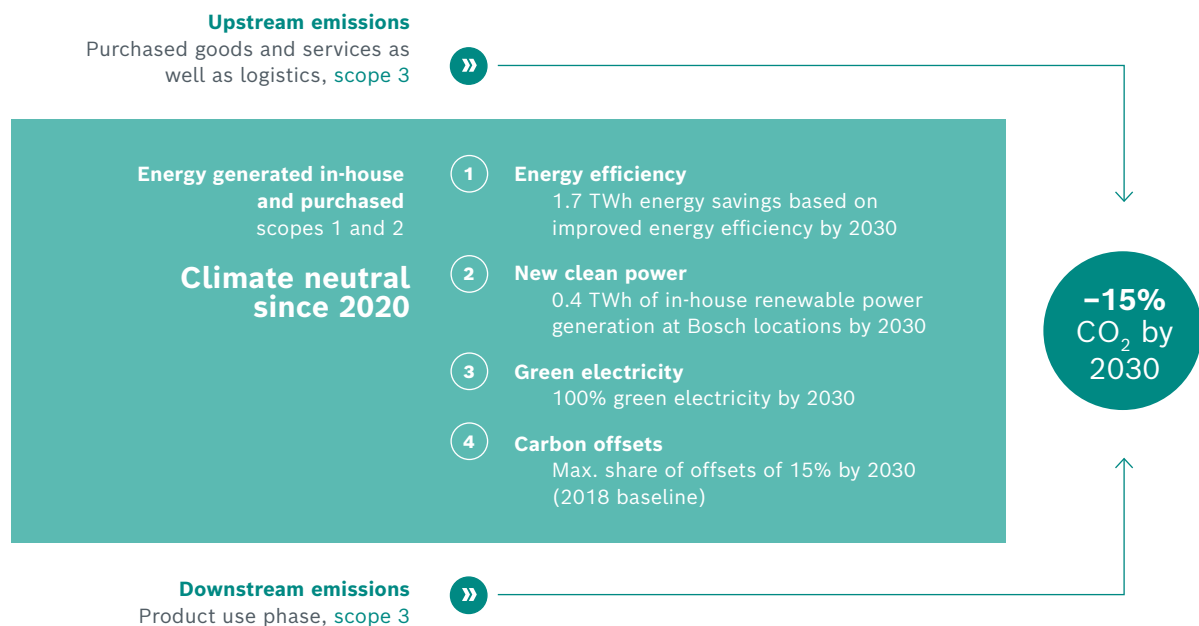 Upstream emissions
Purchased goods and services as
well as logistics, scope 3
»
Energy generated in-house
and purchased
scopes 1 and 2
Climate neutral
since 2020
1
Energy efficiency
1.7 TWh energy savings based on
improved energy efficiency by 2030
2
New clean power
0.4 TWh of in-house renewable power
generation at Bosch locations by 2030
3
Green electricity
100% green electricity by 2030
4
Carbon offsets
Max. share of offsets of 15% by 2030
(2018 baseline)
–15%
CO₂ by
2030
Downstream emissions
Product use phase, scope 3
»